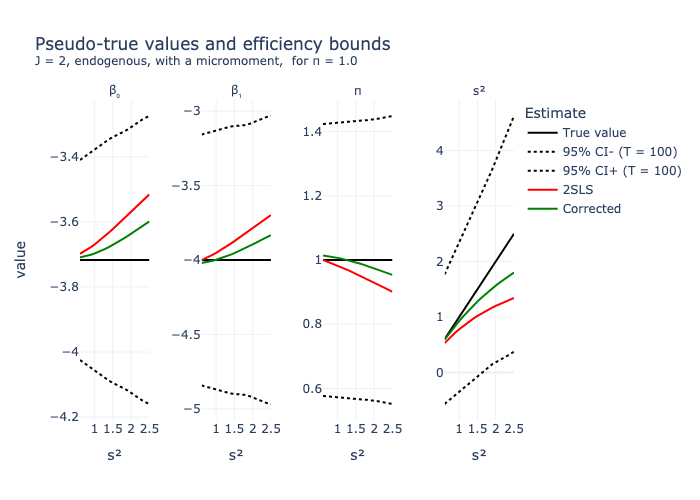 Pseudo-true values and efficiency bounds
J = 2, endogenous, with a micromoment,  for π = 1.0
β₀
β₁
π
s²
Estimate
True value
95% CI- (T = 100)
95% CI+ (T = 100)
2SLS
Corrected
value
−3.4
−3.6
−3.8
−4
−4.2
−3
−3.5
−4
−4.5
−5
1.4
1.2
1
0.8
0.6
4
3
2
1
0
1 1.5 2 2.5
1 1.5 2 2.5
1 1.5 2 2.5
1 1.5 2 2.5
s²
s²
s²
s²